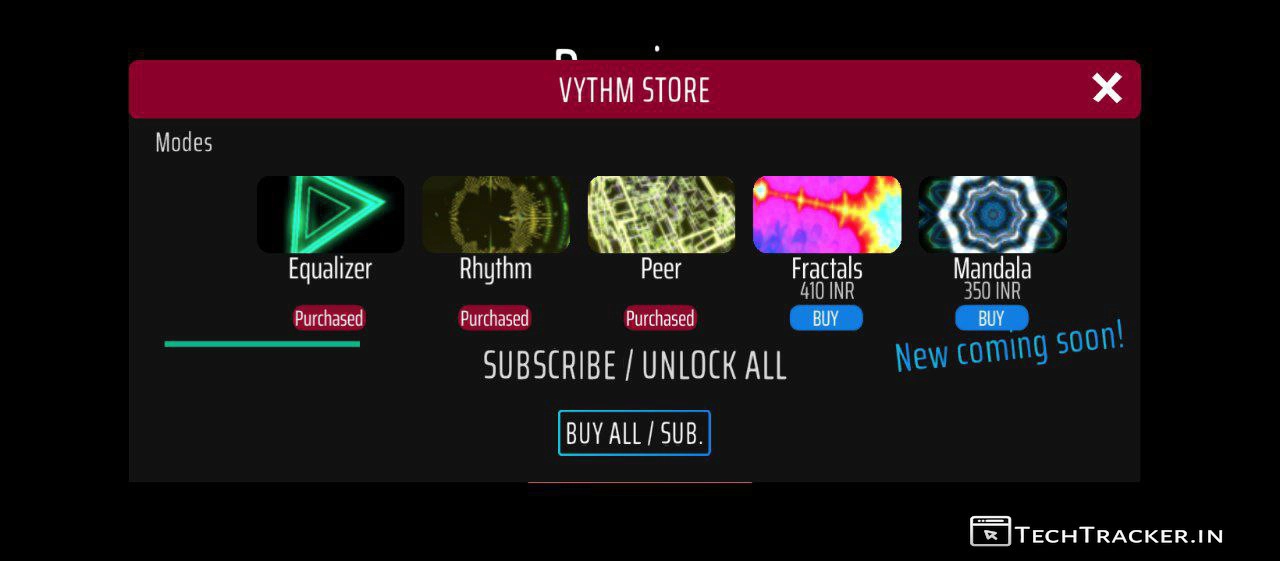 VYTHM STORE
Modes
Equalizer
Rhythm
Peer
Fractals
Mandala
410 INR
350 INR
Purchased
Purchased
Purchased
BUY
BUY
New coming soon!
SUBSCRIBE / UNLOCK ALL
BUY ALL / SUB.
TECHTRACKER.IN